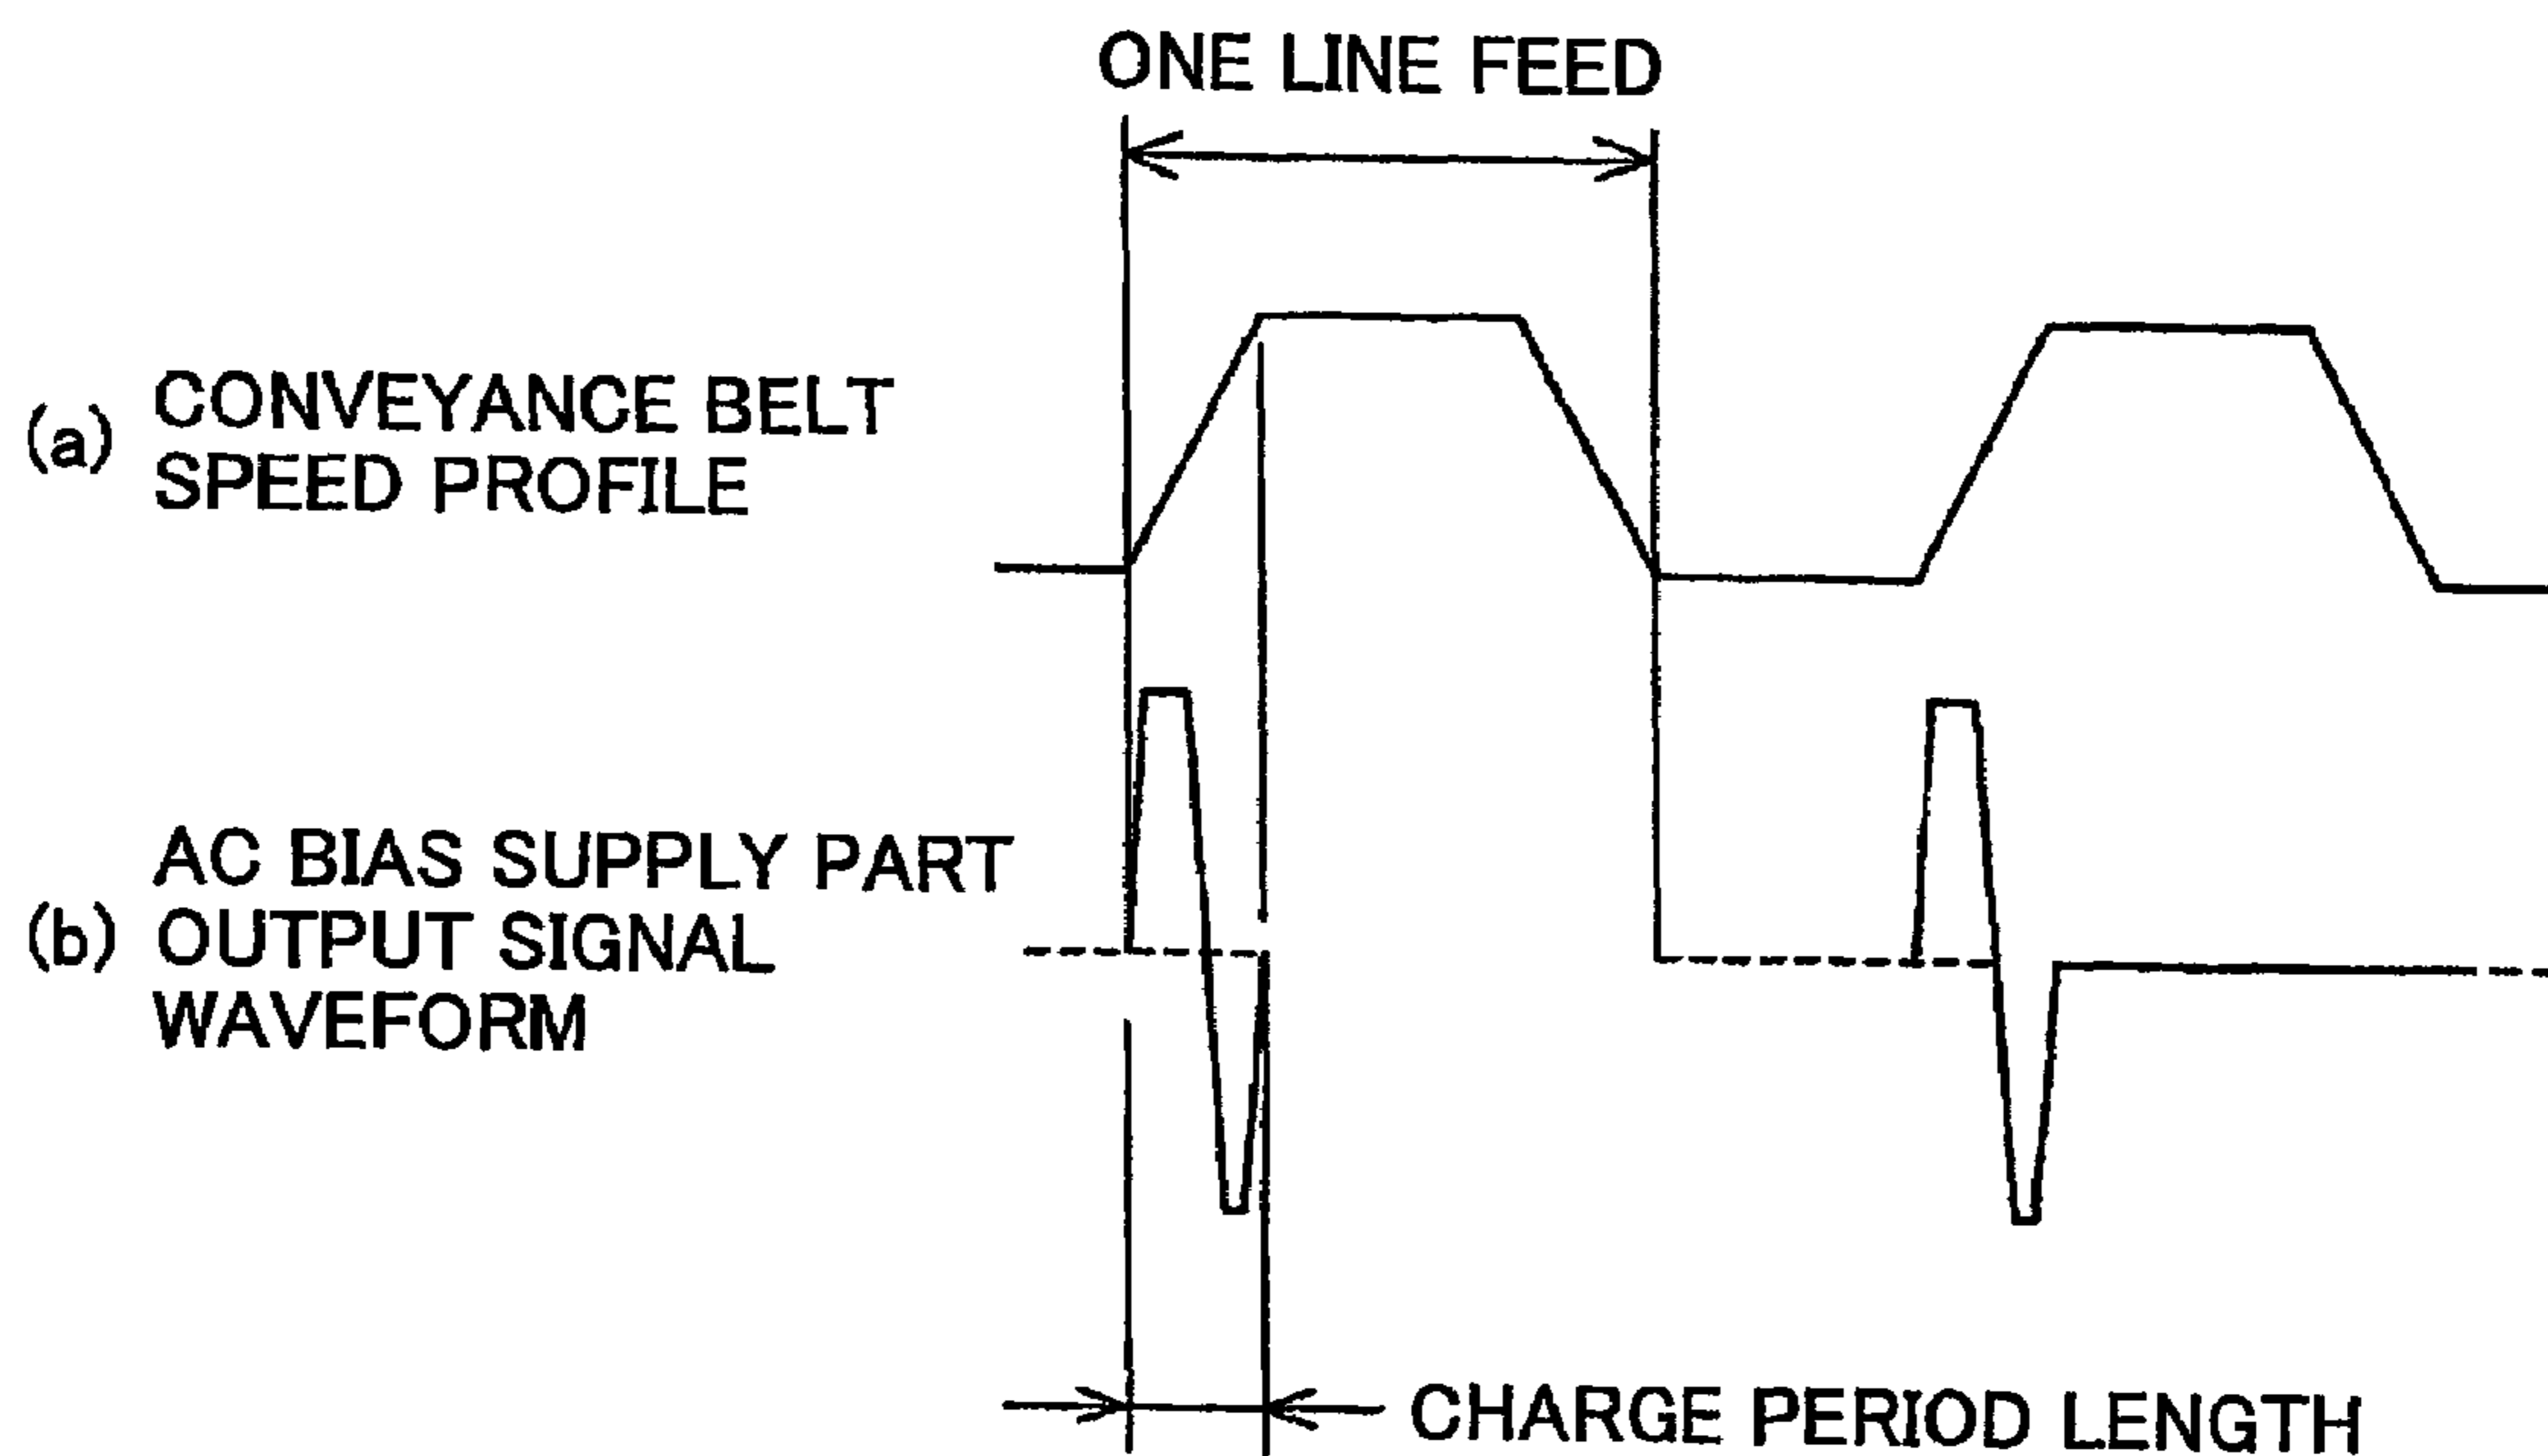 ONE LINE FEED
(a) CONVEYANCE BELT
SPEED PROFILE
AC BIAS SUPPLY PART
(b) OUTPUT SIGNAL
WAVEFORM
CHARGE PERIOD LENGTH